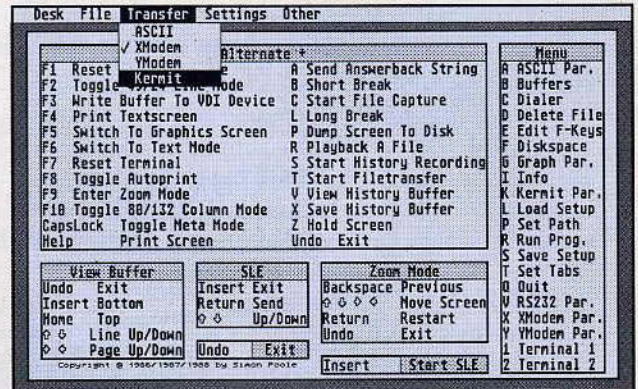 Desk File Transfer Settings Other
ASCII
✓ XModem
YModem
Kermit
Alternate +
F1 Reset
F2 Toggle Mode
F3 Write Buffer To VDI Device
F4 Print Textscreen
F5 Switch To Graphics Screen
F6 Switch To Text Mode
F7 Reset Terminal
F8 Toggle Autoprint
F9 Enter Zoom Mode
F10 Toggle 80/132 Column Mode
CapsLock Toggle Meta Mode
Help Print Screen
A Send Answerback String
B Short Break
C Start File Capture
L Long Break
P Dump Screen To Disk
R Playback A File
S Start History Recording
T Start Filetransfer
V View History Buffer
X Save History Buffer
Z Hold Screen
Undo Exit
Menu
A ASCII Par.
B Buffers
C Dialer
D Delete File
E Edit F-Keys
F Diskspace
G Graph Par.
I Info
K Kermit Par.
L Load Setup
P Set Path
R Run Prog.
S Save Setup
T Set Tabs
Q Quit
V RS232 Par.
X XModem Par.
Y YModem Par.
1 Terminal 1
2 Terminal 2
View Buffer
Undo Exit
Insert Bottom
Home Top
⇧ ⇩ Line Up/Down
⇦ ⇨ Page Up/Down
SLE
Insert Exit
Return Send
⇧ ⇩ Up/Down
Undo Exit
Zoom Mode
Backspace Previous
⇧ ⇩ ⇦ ⇨ Move Screen
Return Restart
Undo Exit
Insert Start SLE
Copyright © 1986/1987/1988 by Simon Poole